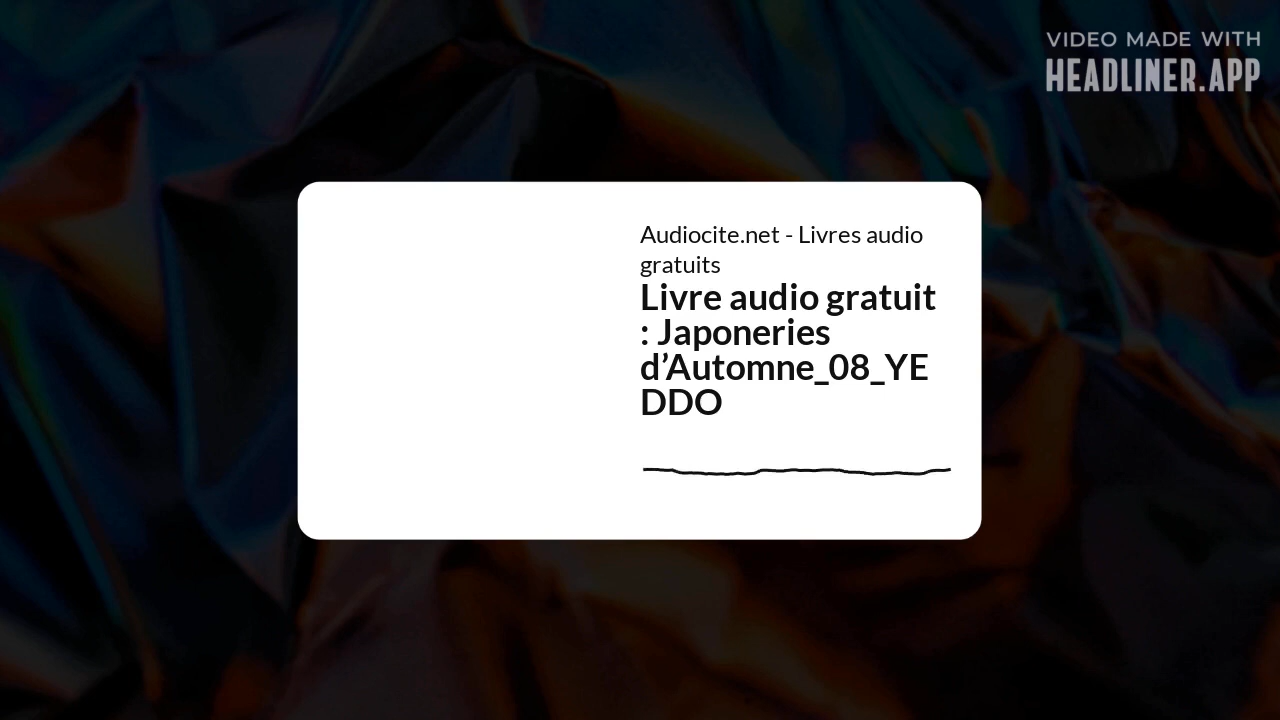 VIDEO MADE WITH
HEADLINER.APP
Audiocite.net - Livres audio
gratuits
Livre audio gratuit
: Japoneries
d’Automne_08_YE
DDO